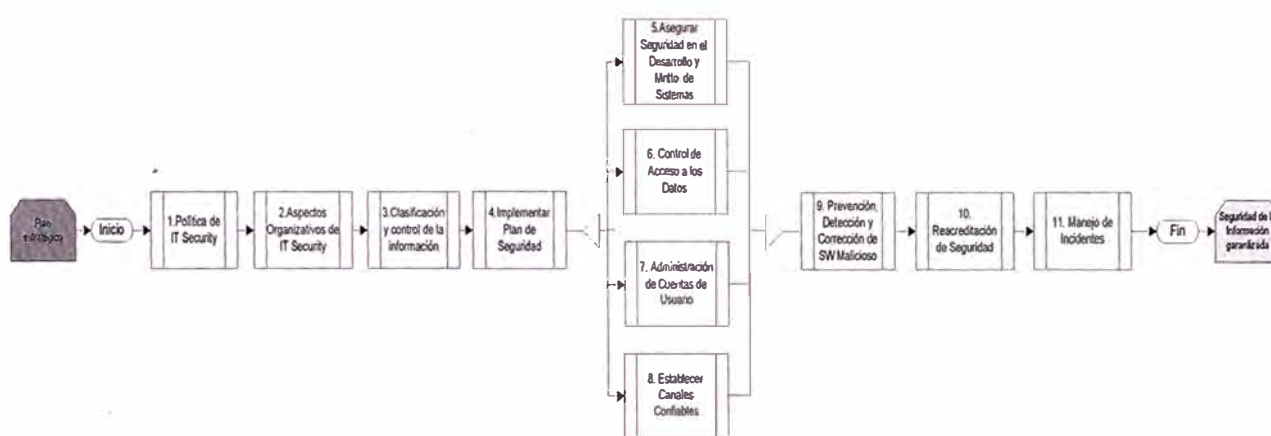 Plan
estratégico
Inicio
1.Política de
IT Security
2.Aspectos
Organizativos de
IT Security
3.Clasificación
y control de la
información
4.Implementar
Plan de
Seguridad
5.Asegurar
Seguridad en el
Desarrollo y
Mntto. de
Sistemas
6. Control de
Acceso a los
Datos
7. Administración
de Cuentas de
Usuario
8. Establecer
Canales
Confiables
9. Prevención,
Detección y
Corrección de
SW Malicioso
10.
Reacreditación
de Seguridad
11. Manejo de
Incidentes
Fin
Seguridad de la
Información
garantizada